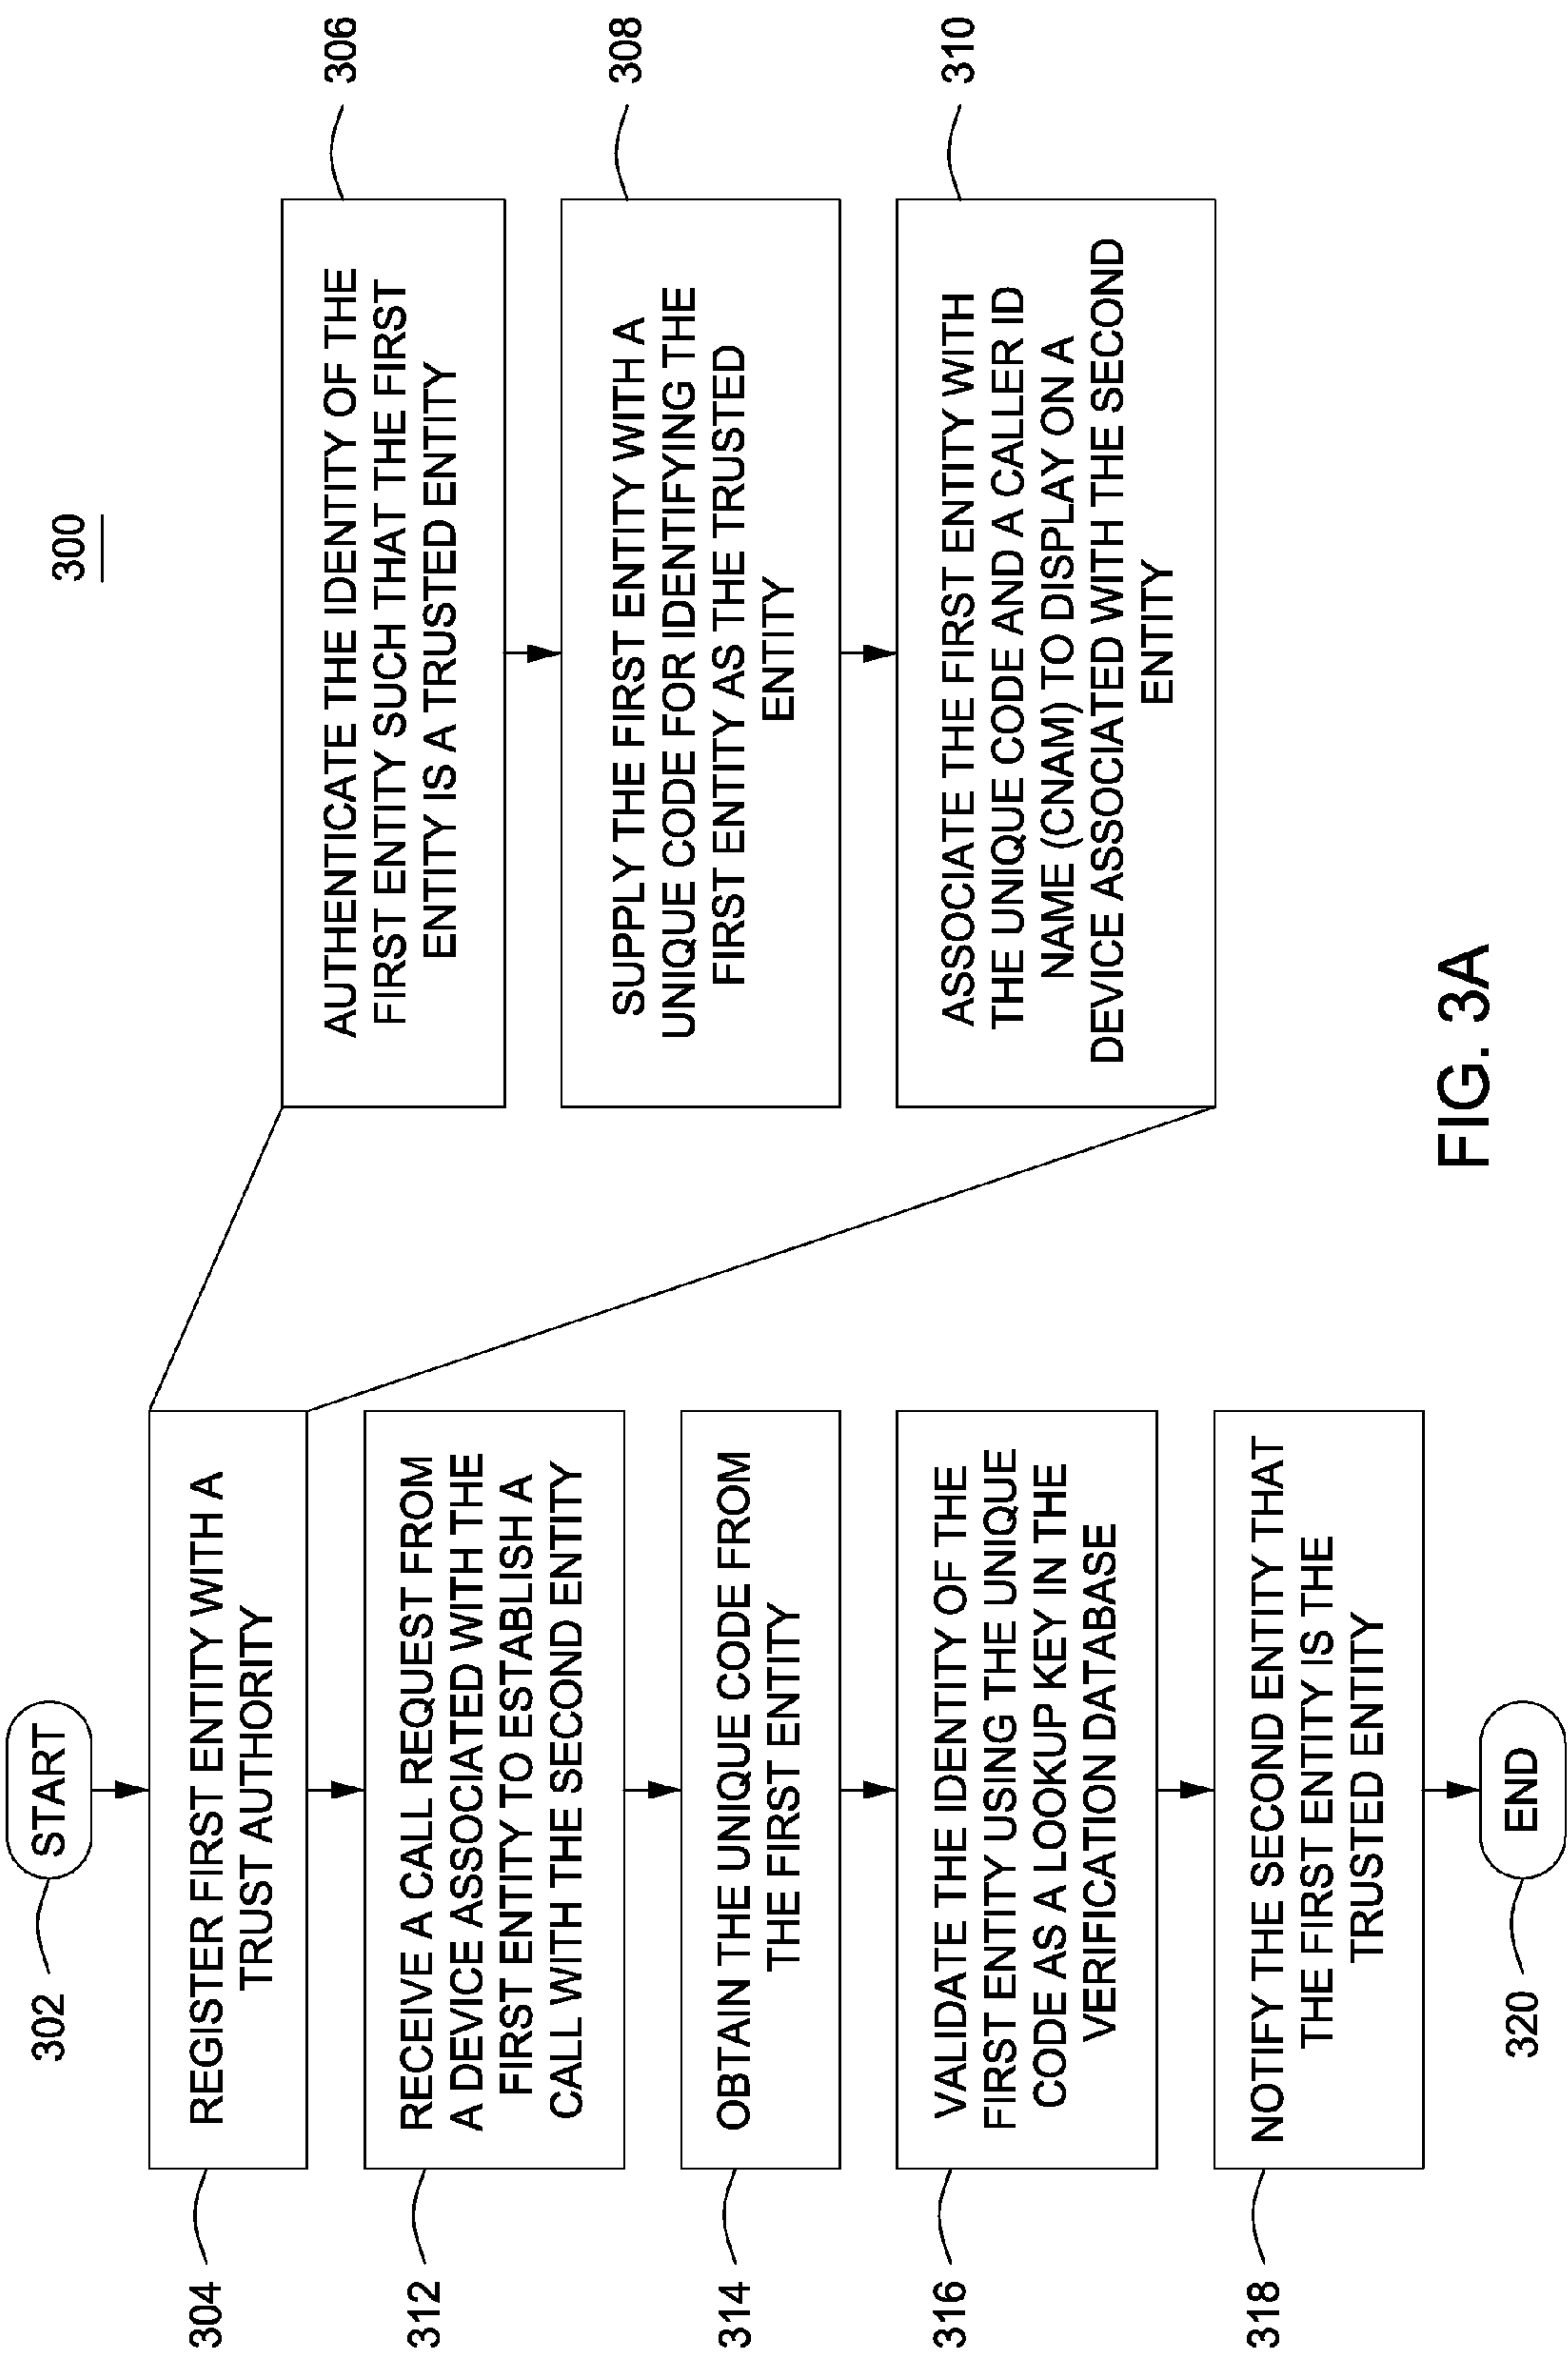 300
302
START
304
REGISTER FIRST ENTITY WITH A
TRUST AUTHORITY
306
AUTHENTICATE THE IDENTITY OF THE
FIRST ENTITY SUCH THAT THE FIRST
ENTITY IS A TRUSTED ENTITY
308
SUPPLY THE FIRST ENTITY WITH A
UNIQUE CODE FOR IDENTIFYING THE
FIRST ENTITY AS THE TRUSTED
ENTITY
310
ASSOCIATE THE FIRST ENTITY WITH
THE UNIQUE CODE AND A CALLER ID
NAME (CNAM) TO DISPLAY ON A
DEVICE ASSOCIATED WITH THE SECOND
ENTITY
312
RECEIVE A CALL REQUEST FROM
A DEVICE ASSOCIATED WITH THE
FIRST ENTITY TO ESTABLISH A
CALL WITH THE SECOND ENTITY
314
OBTAIN THE UNIQUE CODE FROM
THE FIRST ENTITY
316
VALIDATE THE IDENTITY OF THE
FIRST ENTITY USING THE UNIQUE
CODE AS A LOOKUP KEY IN THE
VERIFICATION DATABASE
318
NOTIFY THE SECOND ENTITY THAT
THE FIRST ENTITY IS THE
TRUSTED ENTITY
320
END
FIG. 3A